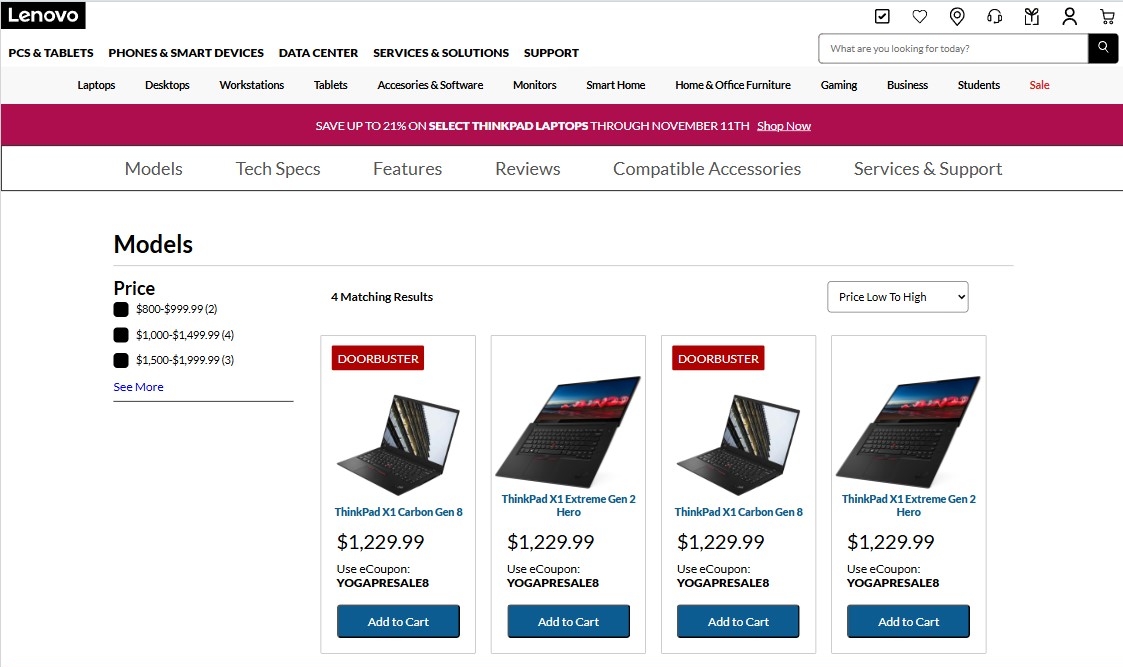 Lenovo
PCS & TABLETS PHONES & SMART DEVICES DATA CENTER SERVICES & SOLUTIONS SUPPORT
What are you looking for today?
Laptops Desktops Workstations Tablets Accesories & Software Monitors Smart Home Home & Office Furniture Gaming Business Students Sale
SAVE UP TO 21% ON SELECT THINKPAD LAPTOPS THROUGH NOVEMBER 11TH Shop Now
Models Tech Specs Features Reviews Compatible Accessories Services & Support
Models
Price
$800-$999.99 (2)
$1,000-$1,499.99 (4)
$1,500-$1,999.99 (3)
See More
4 Matching Results
Price Low To High
DOORBUSTER
ThinkPad X1 Carbon Gen 8
$1,229.99
Use eCoupon:
YOGAPRESALE8
Add to Cart
ThinkPad X1 Extreme Gen 2
Hero
$1,229.99
Use eCoupon:
YOGAPRESALE8
Add to Cart
DOORBUSTER
ThinkPad X1 Carbon Gen 8
$1,229.99
Use eCoupon:
YOGAPRESALE8
Add to Cart
ThinkPad X1 Extreme Gen 2
Hero
$1,229.99
Use eCoupon:
YOGAPRESALE8
Add to Cart